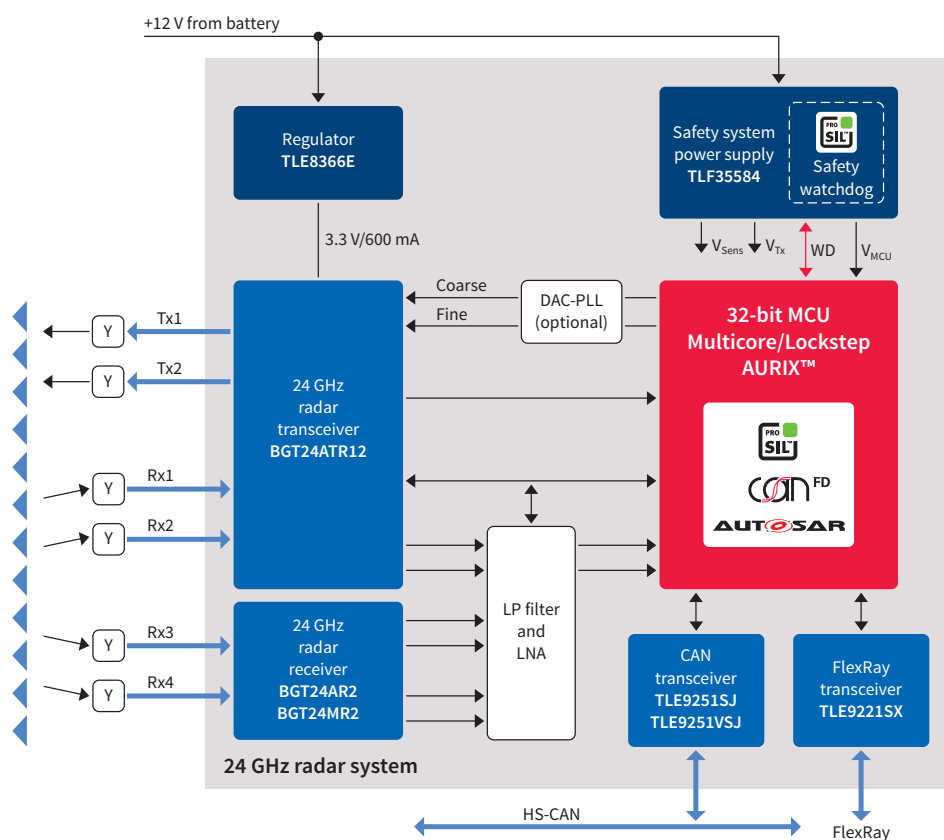 +12 V from battery
Regulator
TLE8366E
Safety system
power supply
TLF35584
PRO
SIL™
Safety
watchdog
3.3 V/600 mA
VSens
VTx
WD
VMCU
Coarse
Fine
DAC-PLL
(optional)
32-bit MCU
Multicore/Lockstep
AURIX™
PRO
SIL™
CAN FD
AUTOSAR
Y
Tx1
Y
Tx2
24 GHz
radar
transceiver
BGT24ATR12
Y
Rx1
Y
Rx2
Y
Rx3
Y
Rx4
24 GHz
radar
receiver
BGT24AR2
BGT24MR2
LP filter
and
LNA
CAN
transceiver
TLE9251SJ
TLE9251VSJ
FlexRay
transceiver
TLE9221SX
24 GHz radar system
HS-CAN
FlexRay